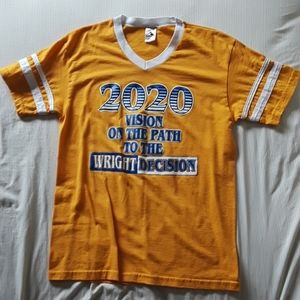 2020
VISION
ON THE PATH
TO THE
WRIGHT DECISION